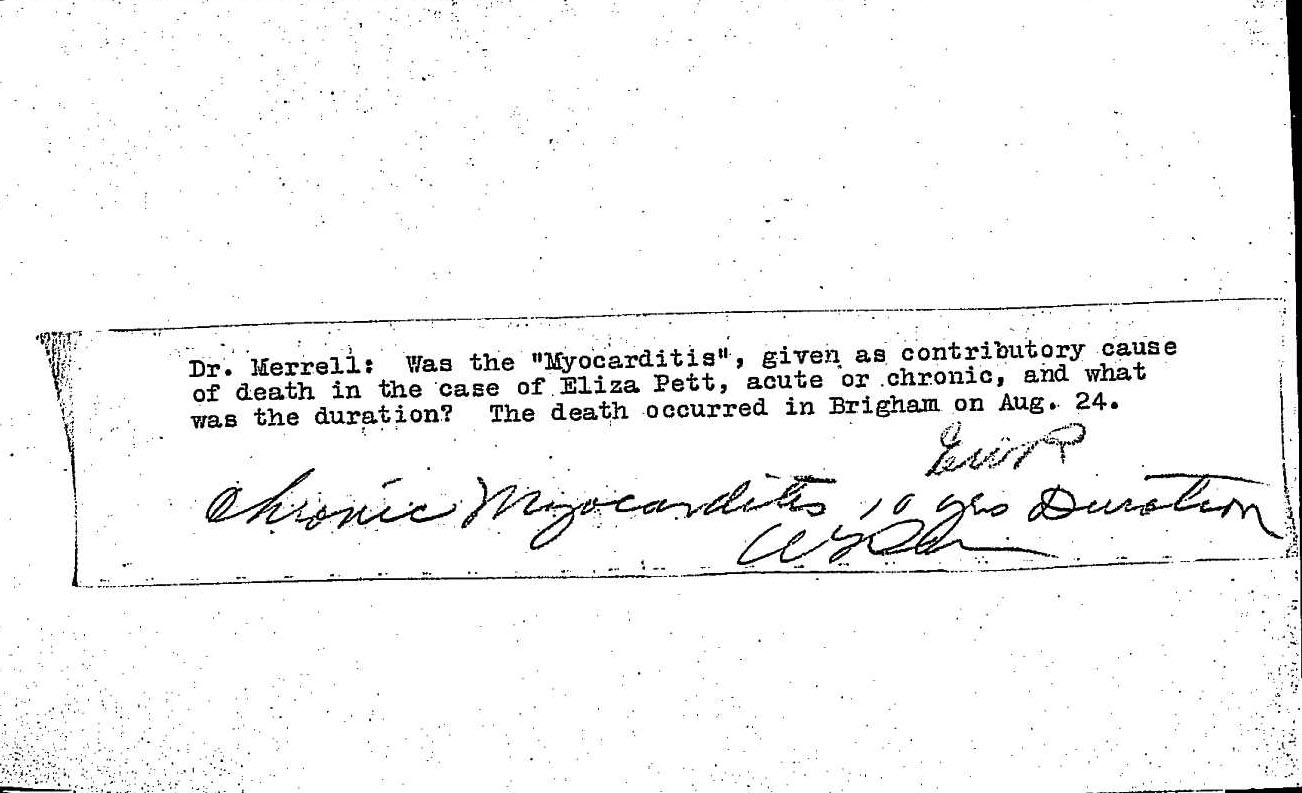 Dr. Merrell: Was the "Myocarditis", given as contributory cause
of death in the case of Eliza Pett, acute or chronic, and what
was the duration? The death occurred in Brigham on Aug. 24.
Chronic Myocarditis 10 yrs Duration